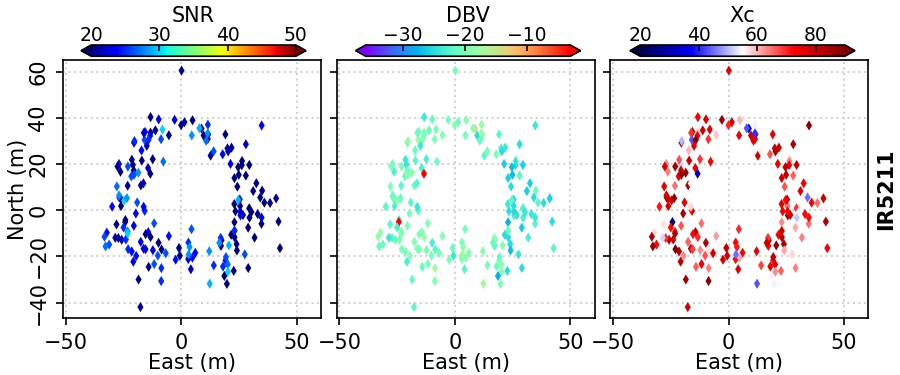 SNR DBV Xc
20 30 40 50 −30 −20 −10 20 40 60 80
60
40
20
0
−20
−40
North (m)
−50 0 50 −50 0 50 −50 0 50
East (m) East (m) East (m)
IR5211